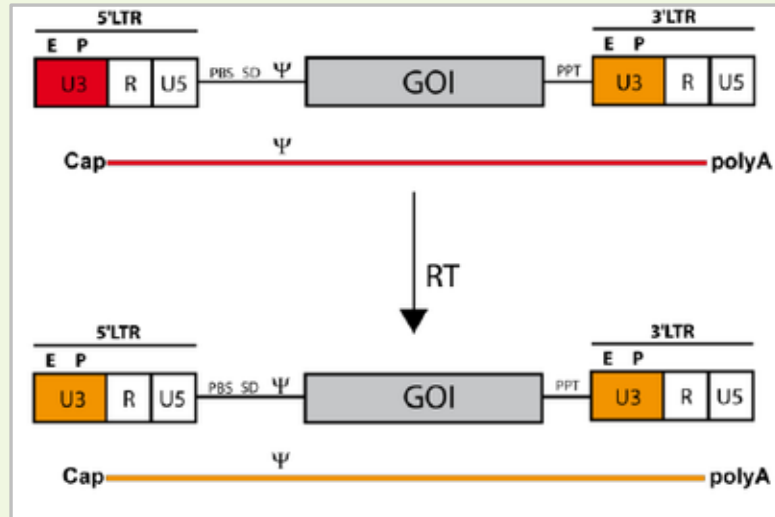 5'LTR 3'LTR
E P E P
U3 R U5 PBS SD Ψ GOI PPT U3 R U5
Ψ
Cap polyA
RT
5'LTR 3'LTR
E P E P
U3 R U5 PBS SD Ψ GOI PPT U3 R U5
Ψ
Cap polyA